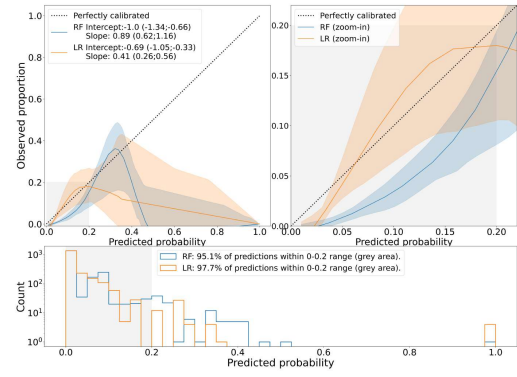 Perfectly calibrated
RF Intercept:-1.0 (-1.34;-0.66)
Slope: 0.89 (0.62;1.16)
LR Intercept:-0.69 (-1.05;-0.33)
Slope: 0.41 (0.26;0.56)
Observed proportion
1.0
0.8
0.6
0.4
0.2
0.0
0.0 0.2 0.4 0.6 0.8 1.0
Predicted probability
Perfectly calibrated
RF (zoom-in)
LR (zoom-in)
0.20
0.15
0.10
0.05
0.00
0.00 0.05 0.10 0.15 0.20
Predicted probability
RF: 95.1% of predictions within 0-0.2 range (grey area).
LR: 97.7% of predictions within 0-0.2 range (grey area).
Count
10³
10²
10¹
10⁰
0.0 0.2 0.4 0.6 0.8 1.0
Predicted probability